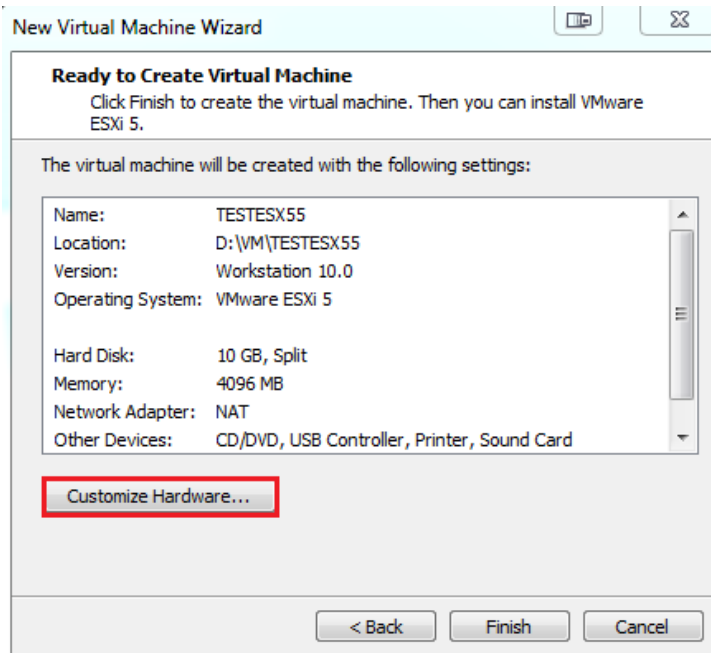 New Virtual Machine Wizard
Ready to Create Virtual Machine
Click Finish to create the virtual machine. Then you can install VMware
ESXi 5.
The virtual machine will be created with the following settings:
Name: TESTESX55
Location: D:\VM\TESTESX55
Version: Workstation 10.0
Operating System: VMware ESXi 5
Hard Disk: 10 GB, Split
Memory: 4096 MB
Network Adapter: NAT
Other Devices: CD/DVD, USB Controller, Printer, Sound Card
Customize Hardware...
< Back Finish Cancel